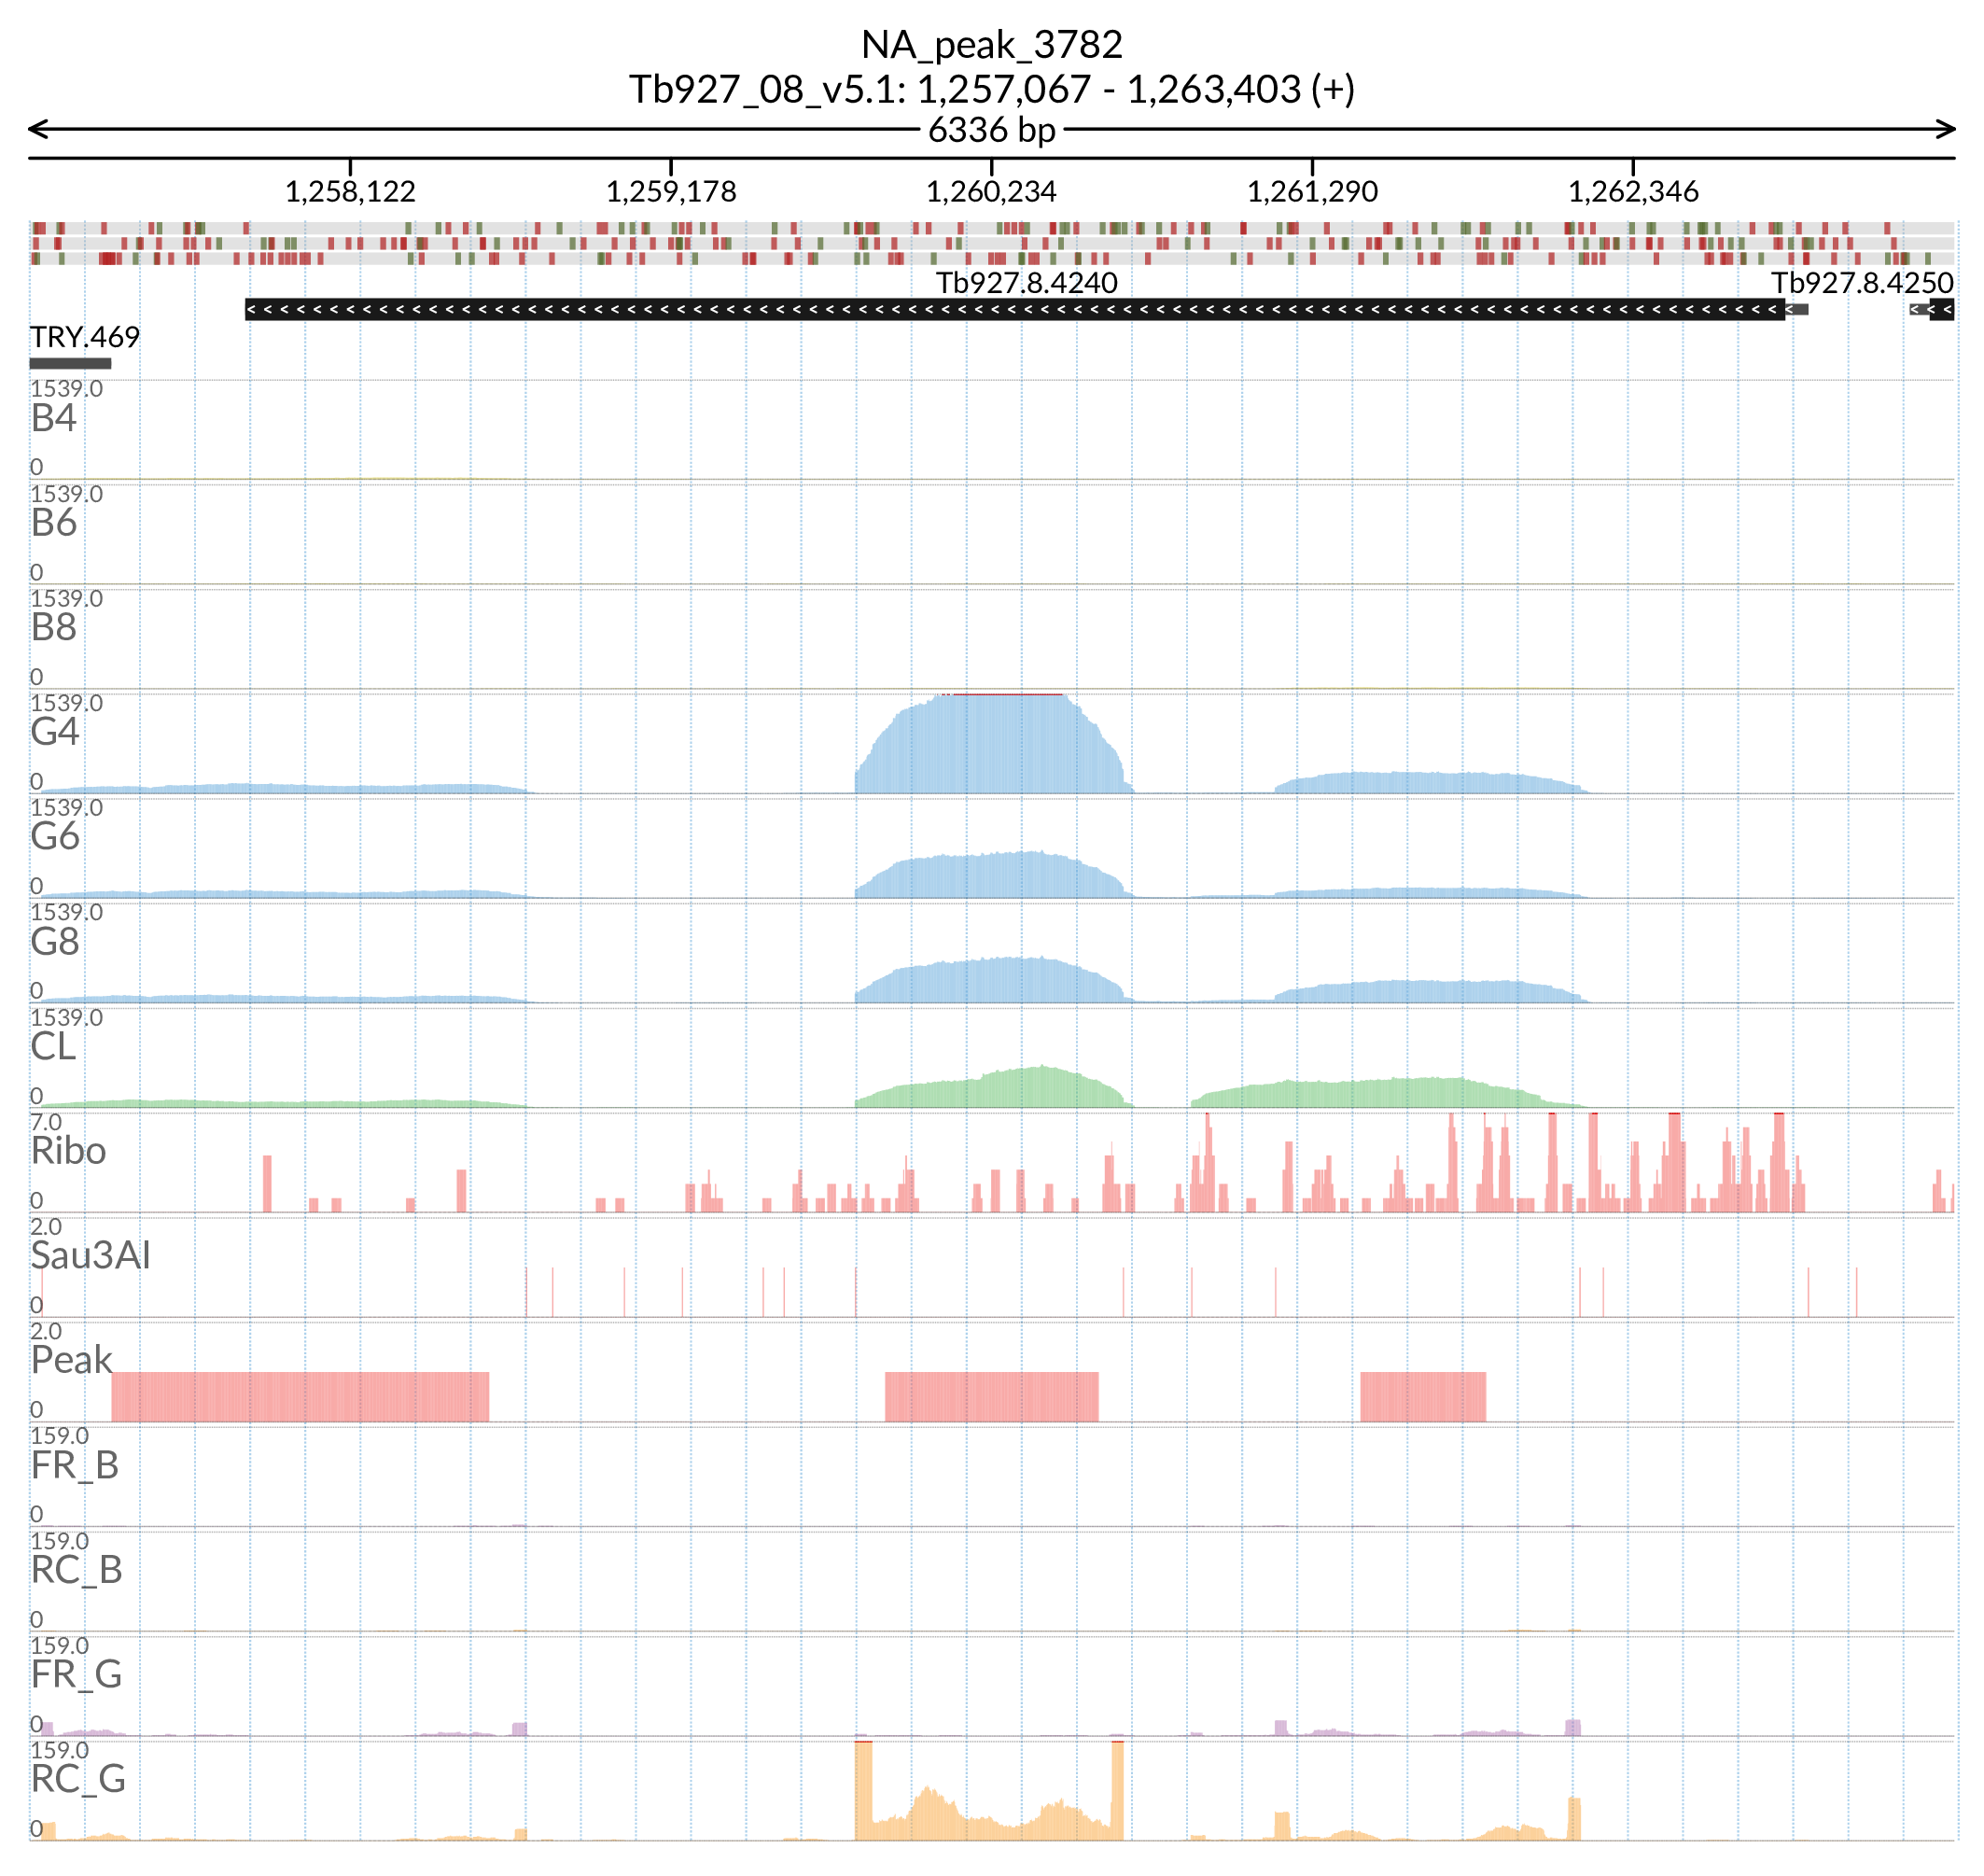 NA_peak_3782
Tb927_08_v5.1: 1,257,067 - 1,263,403 (+)
6336 bp
1,258,122 1,259,178 1,260,234 1,261,290 1,262,346
Tb927.8.4240 Tb927.8.4250
TRY.469
1539.0
B4
0
1539.0
B6
0
1539.0
B8
0
1539.0
G4
0
1539.0
G6
0
1539.0
G8
0
1539.0
CL
0
7.0
Ribo
0
2.0
Sau3AI
0
2.0
Peak
0
159.0
FR_B
0
159.0
RC_B
0
159.0
FR_G
0
159.0
RC_G
0